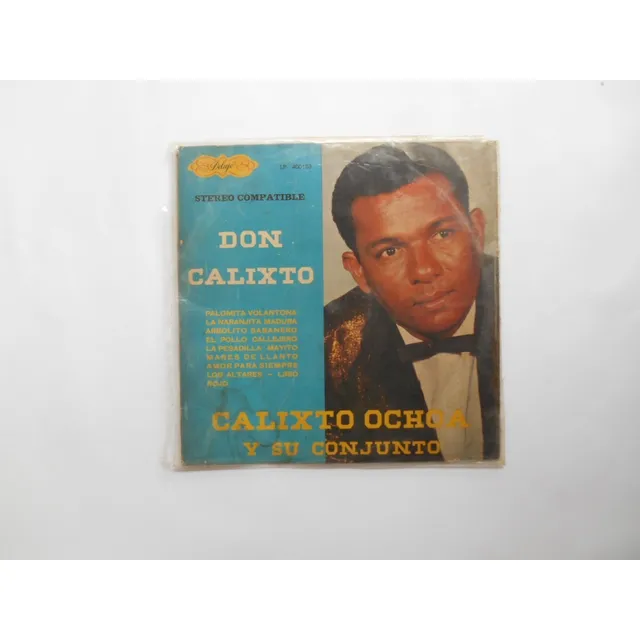 LP.
STEREO COMPATIBLE
DON
CALIXTO
PALOMITA VOLANTONA
LA NARANJITA MADURA
ARBOLITO SABANERO
EL POLLO CALLEJERO
LA PESADILLA - MAYITO
MARES DE LLANTO
AMOR PARA SIEMPRE
LOS ALTARES - LIRIO
ROJO
CALIXTO OCHOA
Y SU CONJUNTO